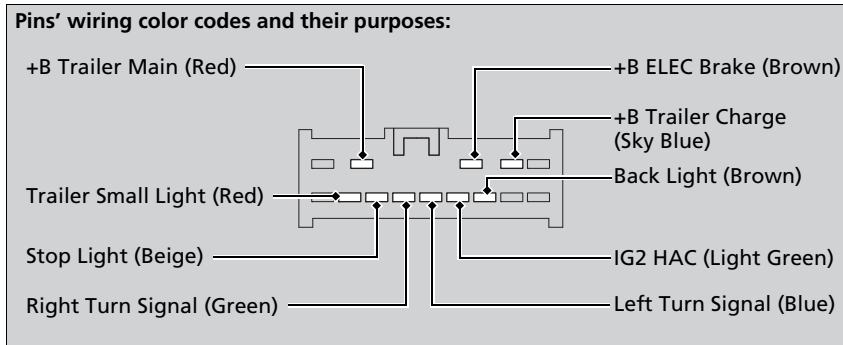 Pins' wiring color codes and their purposes:
+B Trailer Main (Red)
+B ELEC Brake (Brown)
+B Trailer Charge
(Sky Blue)
Back Light (Brown)
Trailer Small Light (Red)
Stop Light (Beige)
IG2 HAC (Light Green)
Right Turn Signal (Green)
Left Turn Signal (Blue)